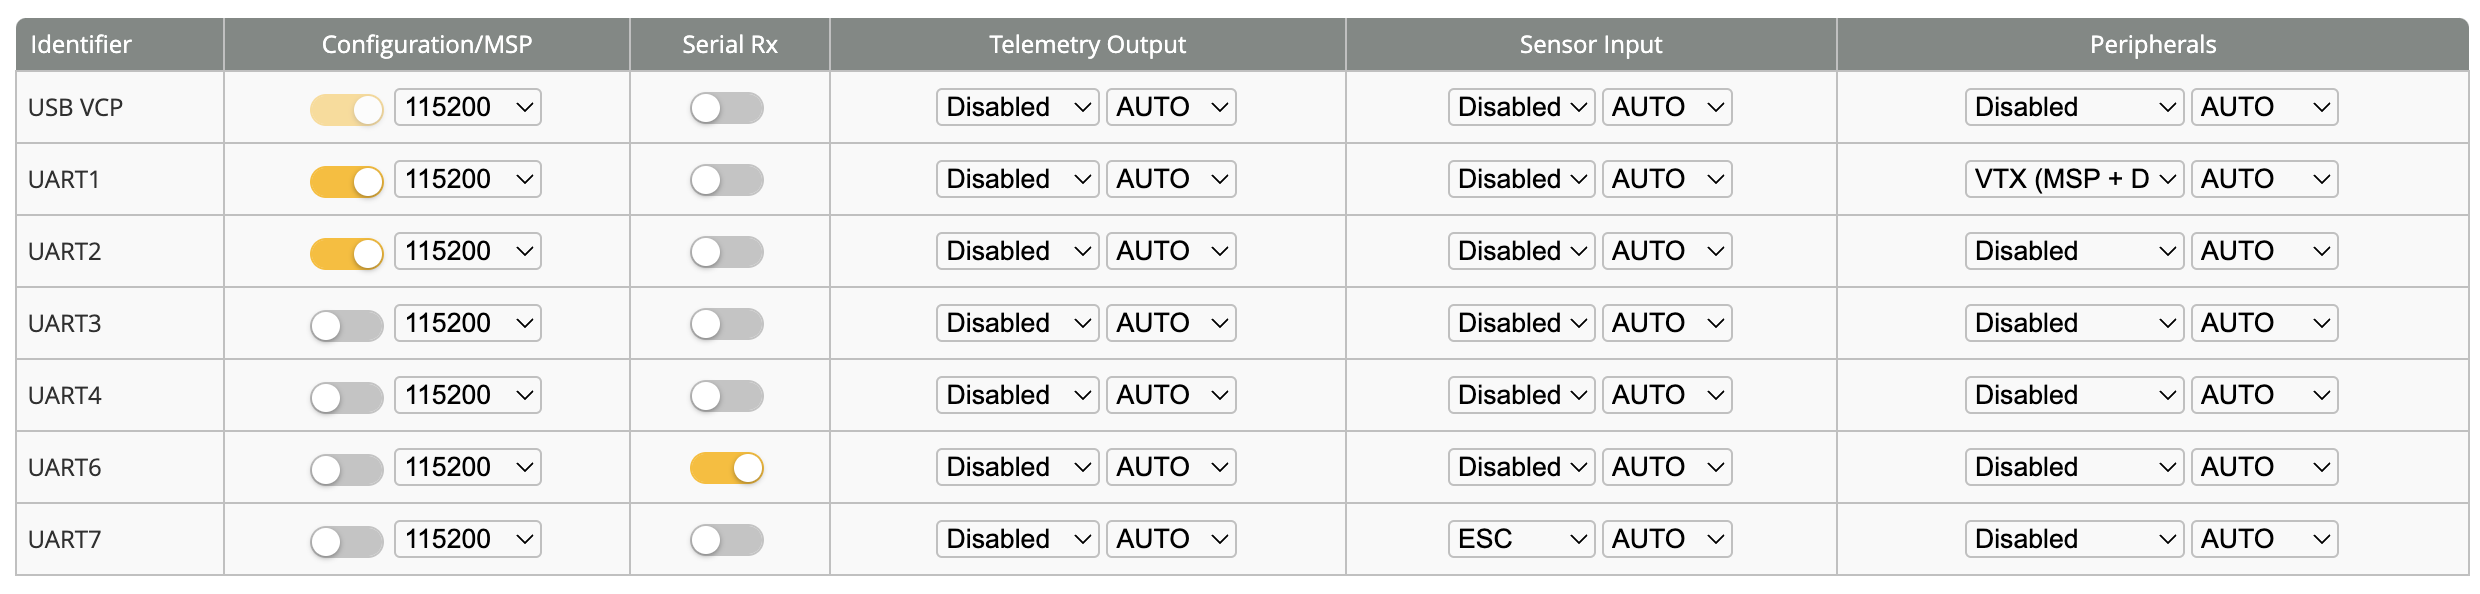 Identifier Configuration/MSP Serial Rx Telemetry Output Sensor Input Peripherals
USB VCP 115200 Disabled AUTO Disabled AUTO Disabled AUTO
UART1 115200 Disabled AUTO Disabled AUTO VTX (MSP + D AUTO
UART2 115200 Disabled AUTO Disabled AUTO Disabled AUTO
UART3 115200 Disabled AUTO Disabled AUTO Disabled AUTO
UART4 115200 Disabled AUTO Disabled AUTO Disabled AUTO
UART6 115200 Disabled AUTO Disabled AUTO Disabled AUTO
UART7 115200 Disabled AUTO ESC AUTO Disabled AUTO